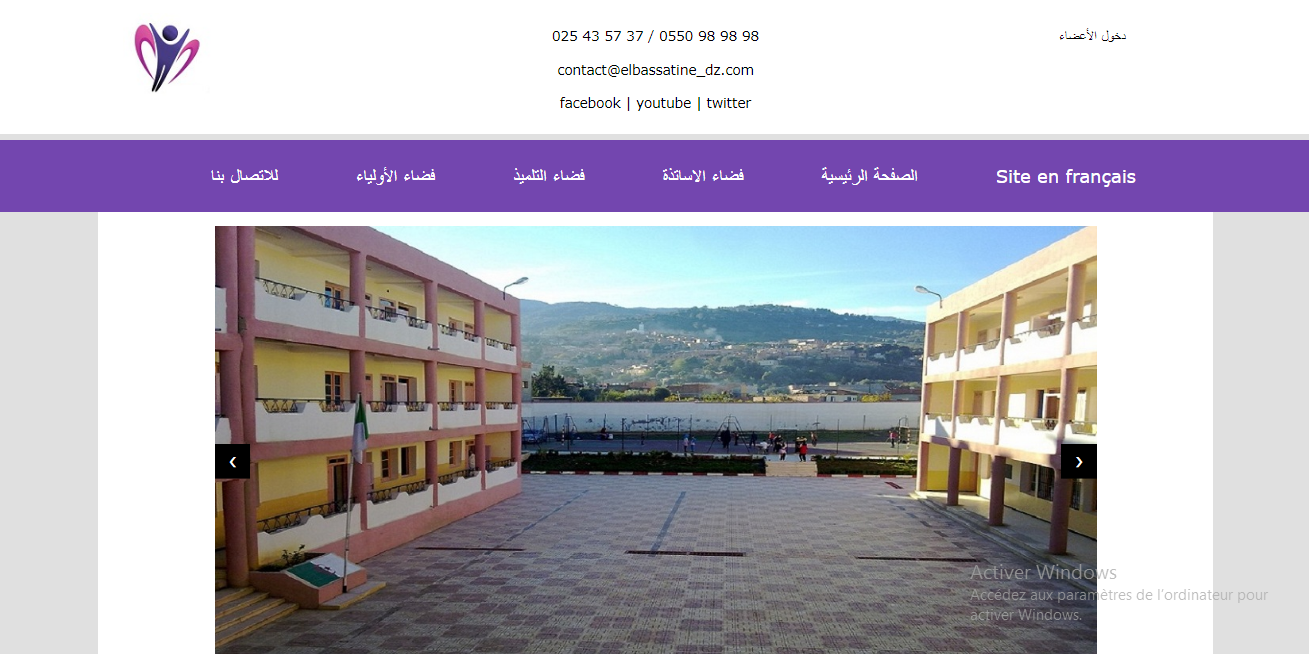 دخول الأعضاء
025 43 57 37 / 0550 98 98 98
contact@elbassatine_dz.com
facebook | youtube | twitter
Site en français
الصفحة الرئيسية
فضاء الاساتذة
فضاء التلميذ
فضاء الأولياء
للاتصال بنا
‹ ›
Activer Windows
Accédez aux paramètres de l'ordinateur pour
activer Windows.